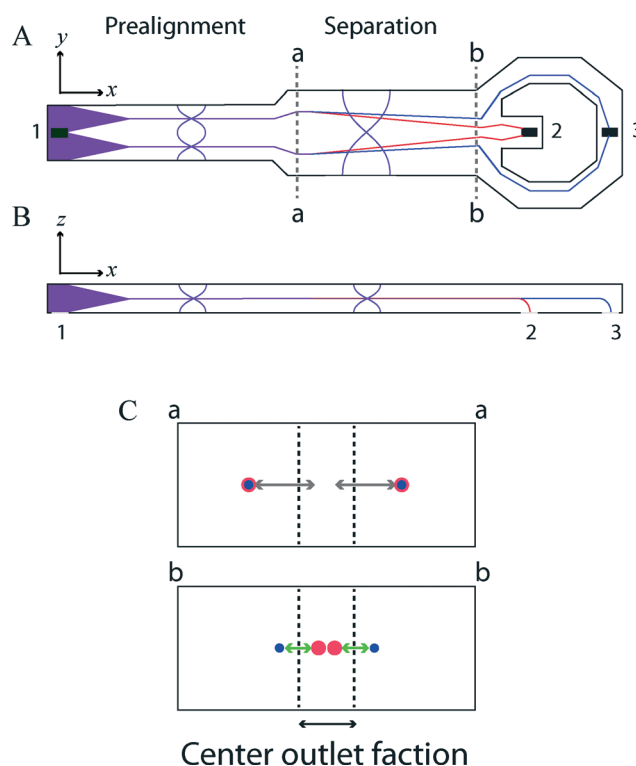 A
Prealignment
Separation
y
x
a
b
1
2
3
a
b
B
z
x
1
2
3
C
a
a
b
b
Center outlet faction